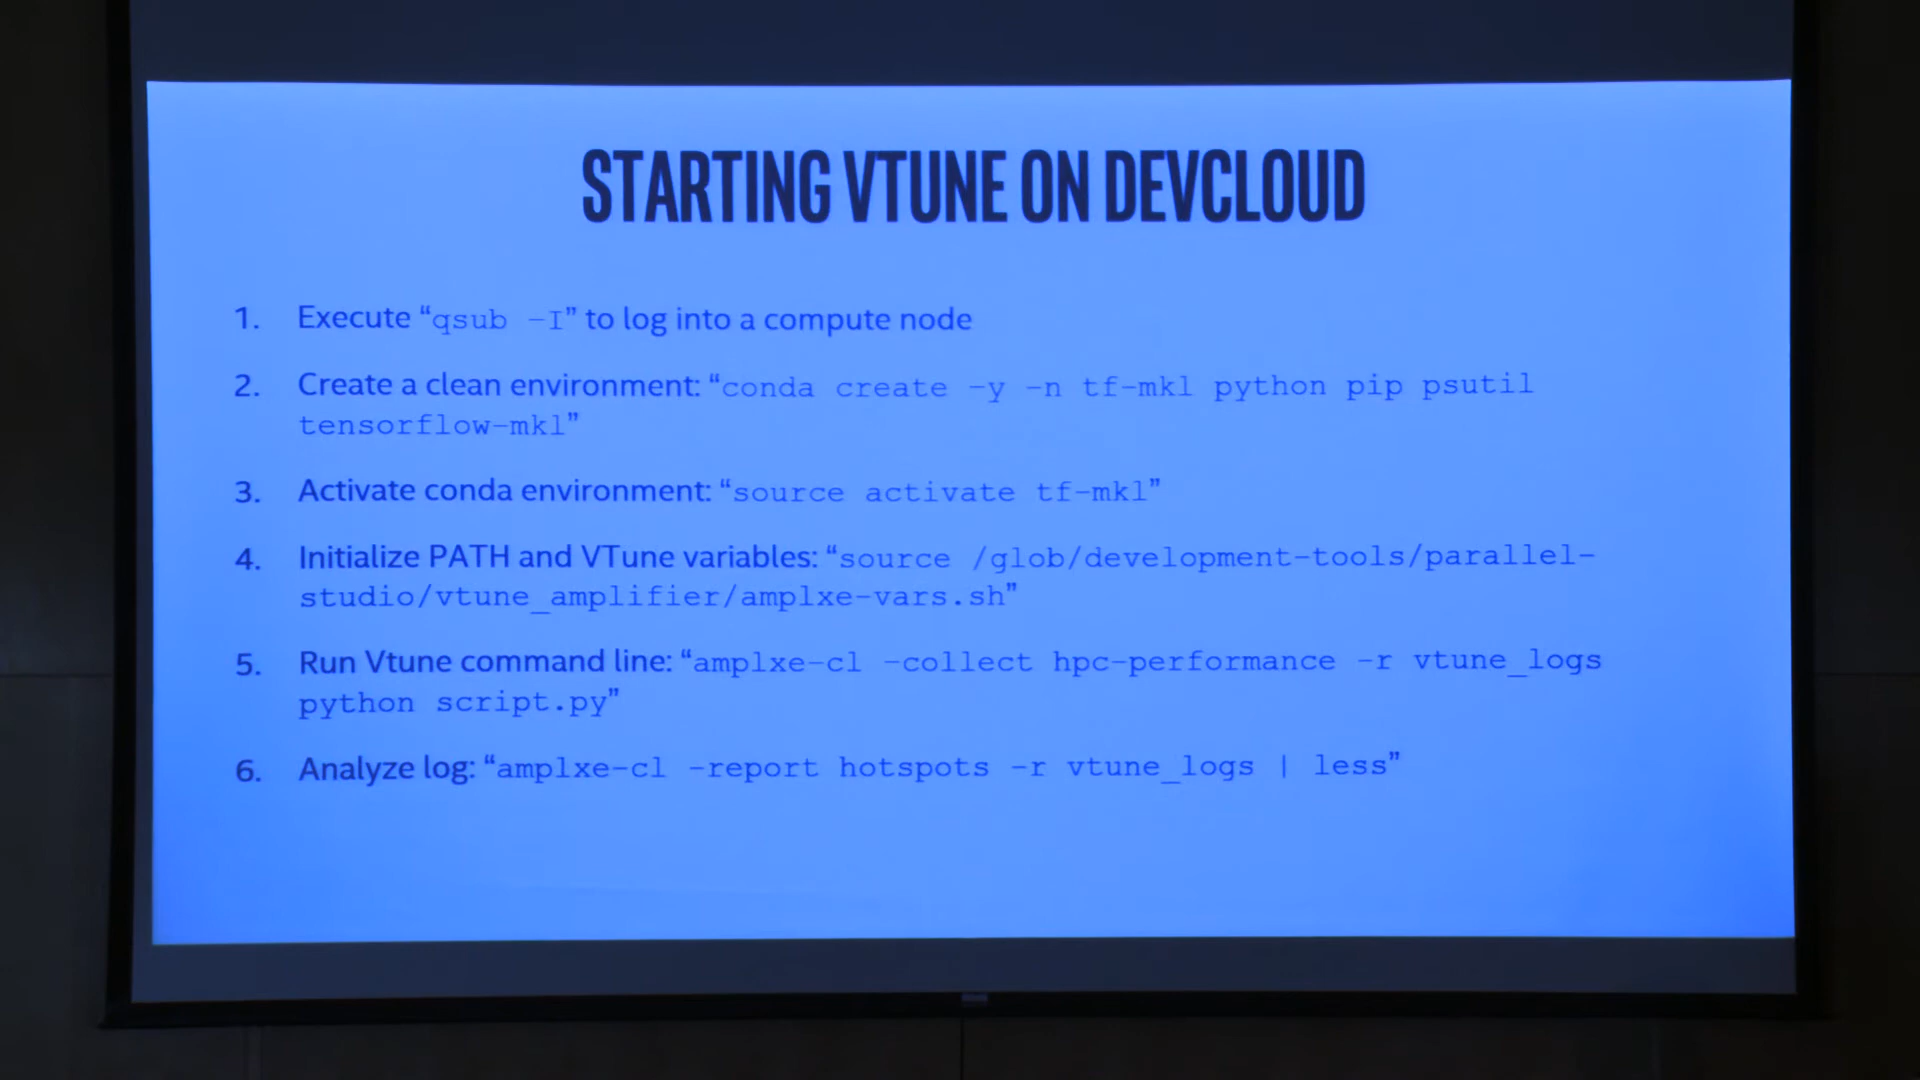 STARTING VTUNE ON DEVCLOUD
1. Execute “qsub -I” to log into a compute node
2. Create a clean environment: “conda create -y -n tf-mkl python pip psutil
tensorflow-mkl”
3. Activate conda environment: “source activate tf-mkl”
4. Initialize PATH and VTune variables: “source /glob/development-tools/parallel-
studio/vtune_amplifier/amplxe-vars.sh”
5. Run Vtune command line: “amplxe-cl -collect hpc-performance -r vtune_logs
python script.py”
6. Analyze log: “amplxe-cl -report hotspots -r vtune_logs | less”